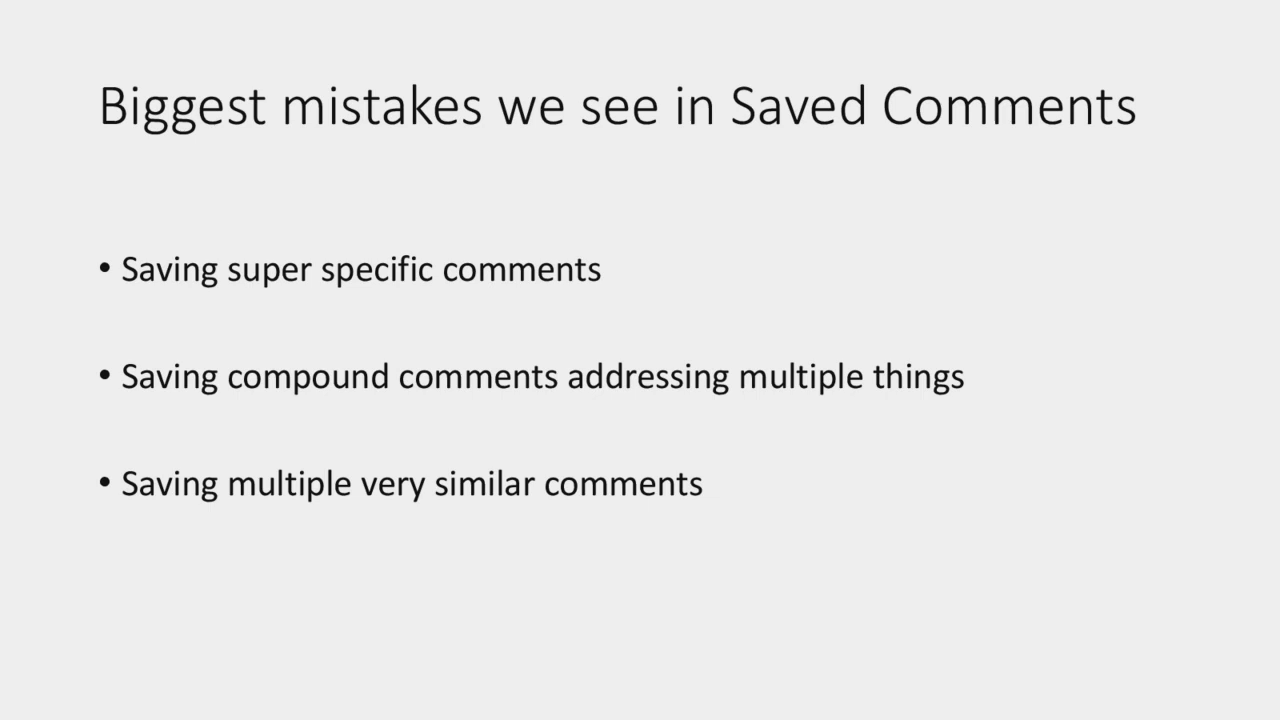 Biggest mistakes we see in Saved Comments
• Saving super specific comments
• Saving compound comments addressing multiple things
• Saving multiple very similar comments